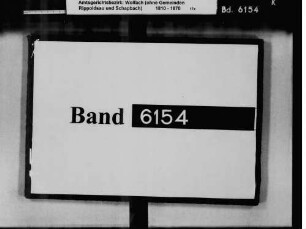 Amtsgerichtsbezirk: Wolfach (ohne Gemeinden
Rippoldsau und Schapbach) 1810 - 1870
Bd. 6154
K
Band 6154